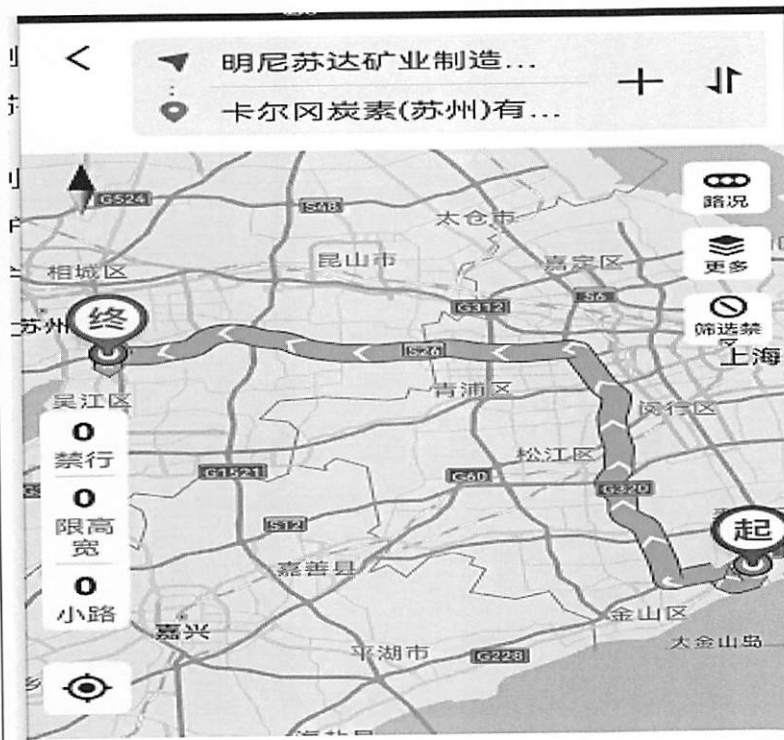 明尼苏达矿业制造...
卡尔冈炭素(苏州)有...
路况
更多
筛选禁
区
G524
S48
太仓市
相城区
昆山市
嘉定区
G312
S6
苏州
终
上海
S26
吴江区
青浦区
闵行区
0
禁行
松江区
G1521
G60
G320
0
限高
宽
S12
起
嘉善县
0
小路
金山区
嘉兴
大金山岛
平湖市
G228